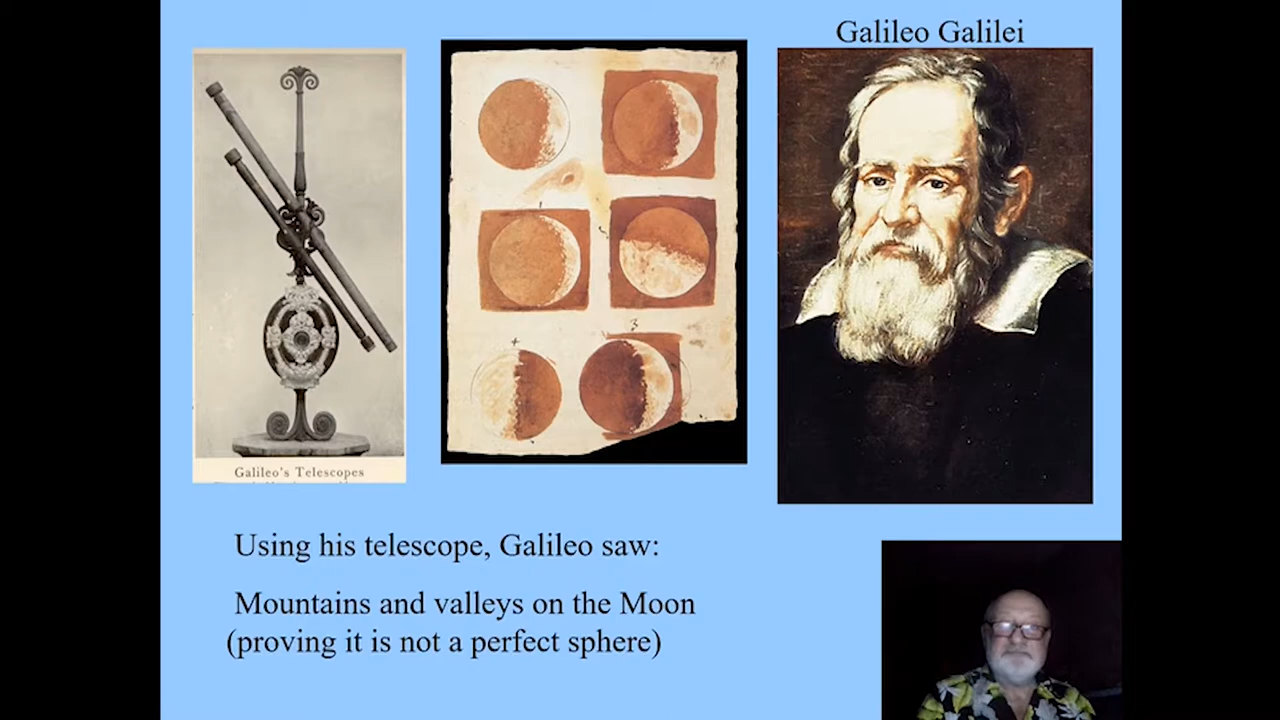 Galileo Galilei
Galileo's Telescopes
3
Using his telescope, Galileo saw:
Mountains and valleys on the Moon
(proving it is not a perfect sphere)